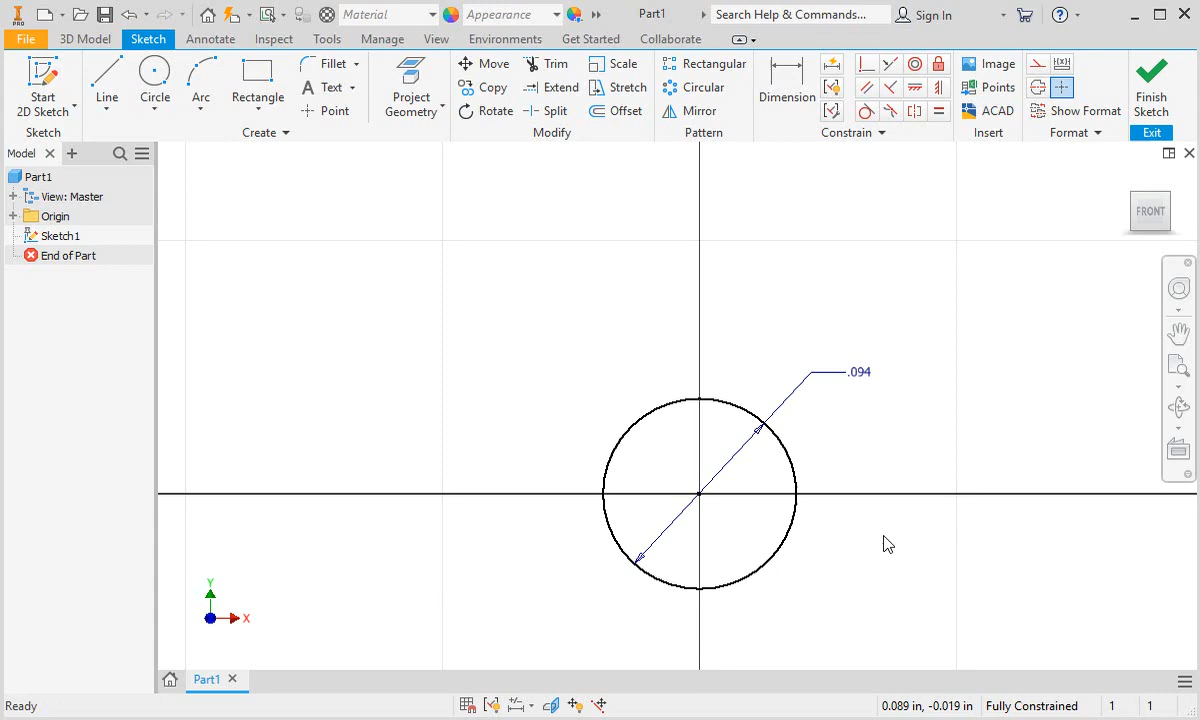 PRO Material Appearance Part1 Search Help & Commands... Sign In
File 3D Model Sketch Annotate Inspect Tools Manage View Environments Get Started Collaborate
Start 2D Sketch
Line
Circle
Arc
Rectangle
Fillet
Text
Point
Project Geometry
Move Trim Scale
Copy Extend Stretch
Rotate Split Offset
Rectangular
Circular
Mirror
Dimension
Image
Points
ACAD
Show Format
Finish Sketch
Sketch Create Modify Pattern Constrain Insert Format Exit
Model
Part1
View: Master
Origin
Sketch1
End of Part
FRONT
.094
Y
X
Part1
Ready 0.089 in, -0.019 in Fully Constrained 1 1